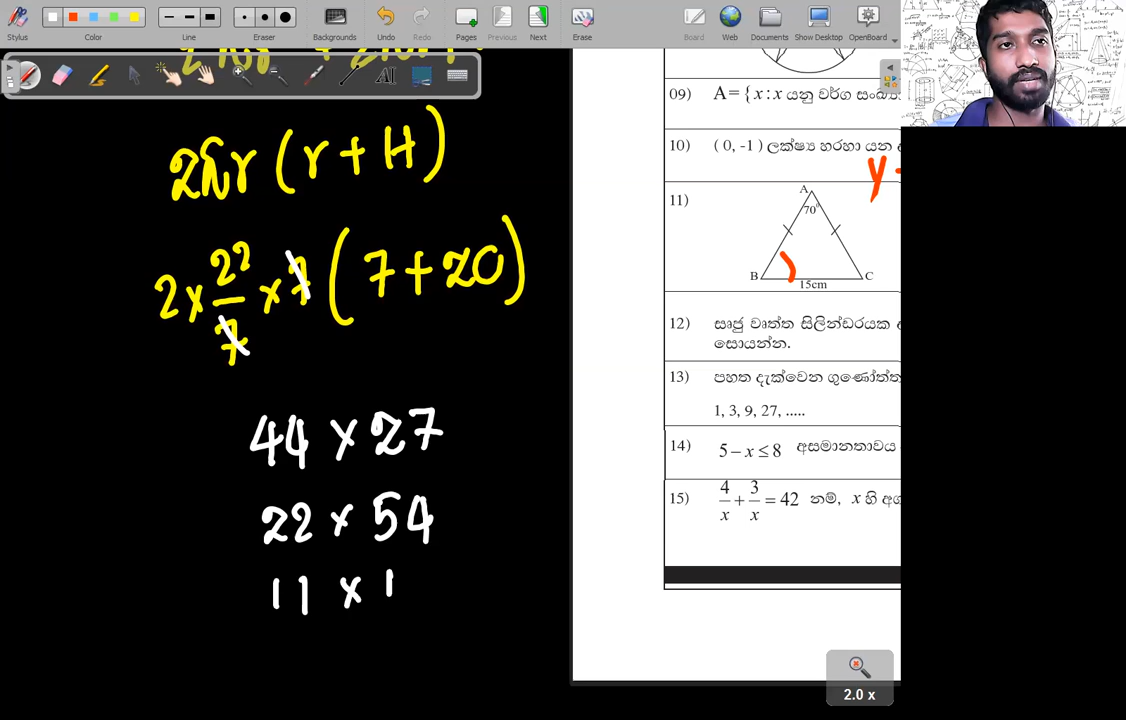 Stylus
Color
Line
Eraser
Backgrounds
Undo
Redo
Pages
Previous
Next
Erase
Board
Web
Documents
Show Desktop
OpenBoard
2πr (r + H)
2 × 22/7 × 7 (7 + 20)
44 × 27
22 × 54
11 × 1
09) A = { x : x යනු වර්ග
10) ( 0, -1 ) ලක්ෂ්‍ය හරහා යන
y -
11)
A
70°
B
C
15cm
12) සෘජු වෘත්ත සිලින්ඩරයක
සොයන්න.
13) පහත දැක්වෙන
1, 3, 9, 27, .....
14) 5 – x ≤ 8 අසමානතාවය
15) 4/x + 3/x = 42 නම්, x හි
2.0 x